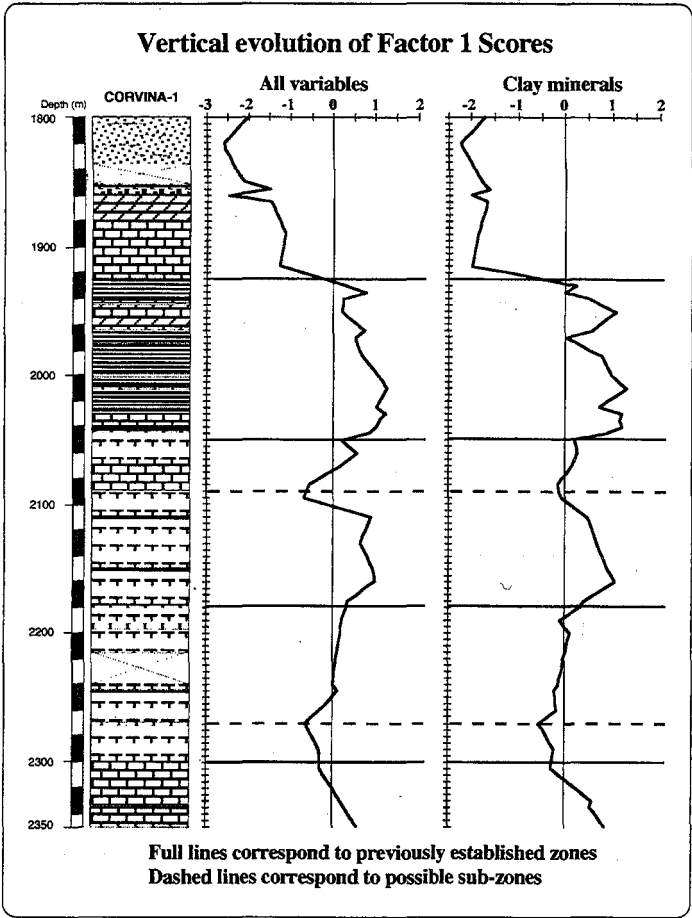 Vertical evolution of Factor 1 Scores
All variables Clay minerals
Depth (m) CORVINA-1 -3 -2 -1 0 1 2 -2 -1 0 1 2
1800
1900
2000
2100
2200
2300
2350
Full lines correspond to previously established zones
Dashed lines correspond to possible sub-zones